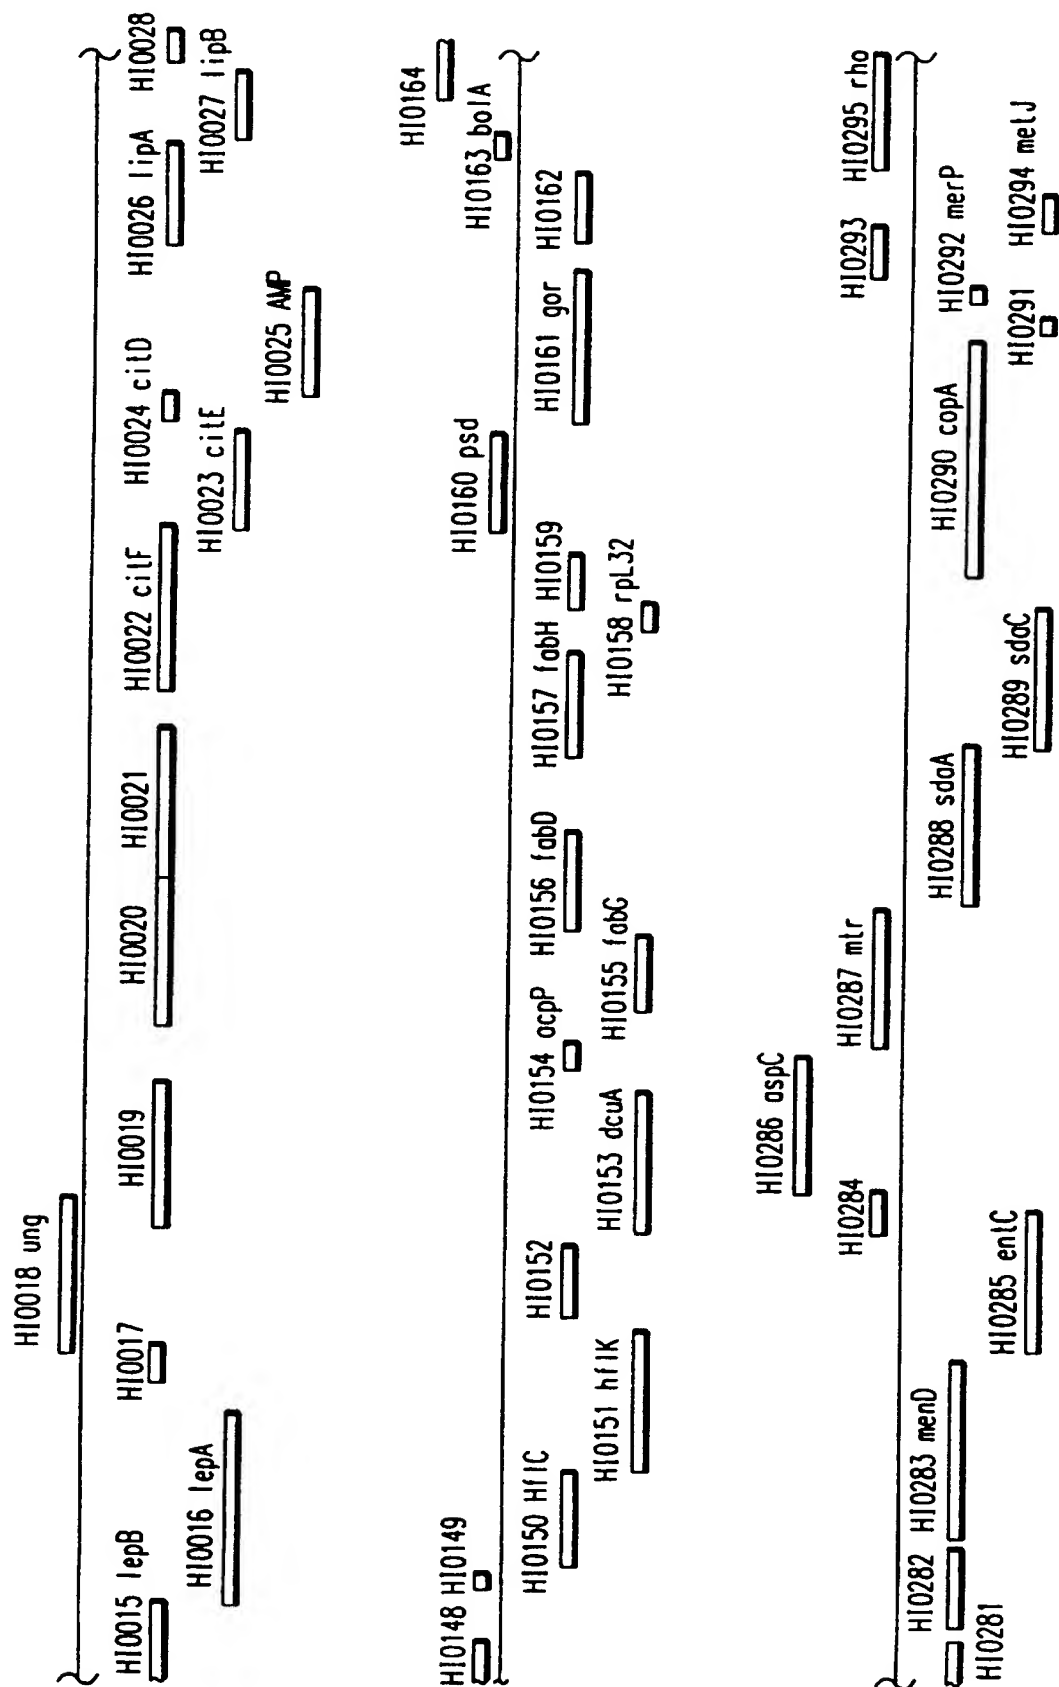 HI0015 lepB
HI0016 lepA
HI0017
HI0018 ung
HI0019
HI0020
HI0021
HI0022 citF
HI0023 citE
HI0024 citD
HI0025 AMP
HI0026 lipA
HI0027 lipB
HI0028
HI0148
HI0149
HI0150 HflC
HI0151 hflK
HI0152
HI0153 dcuA
HI0154 acpP
HI0155 fabG
HI0156 fabD
HI0157 fabH
HI0158 rpL32
HI0159
HI0160 psd
HI0161 gor
HI0162
HI0163 bolA
HI0164
HI0281
HI0282
HI0283 menD
HI0284
HI0285 entC
HI0286 aspC
HI0287 mtr
HI0288 sdaA
HI0289 sdaC
HI0290 copA
HI0291
HI0292 merP
HI0293
HI0294 metJ
HI0295 rho